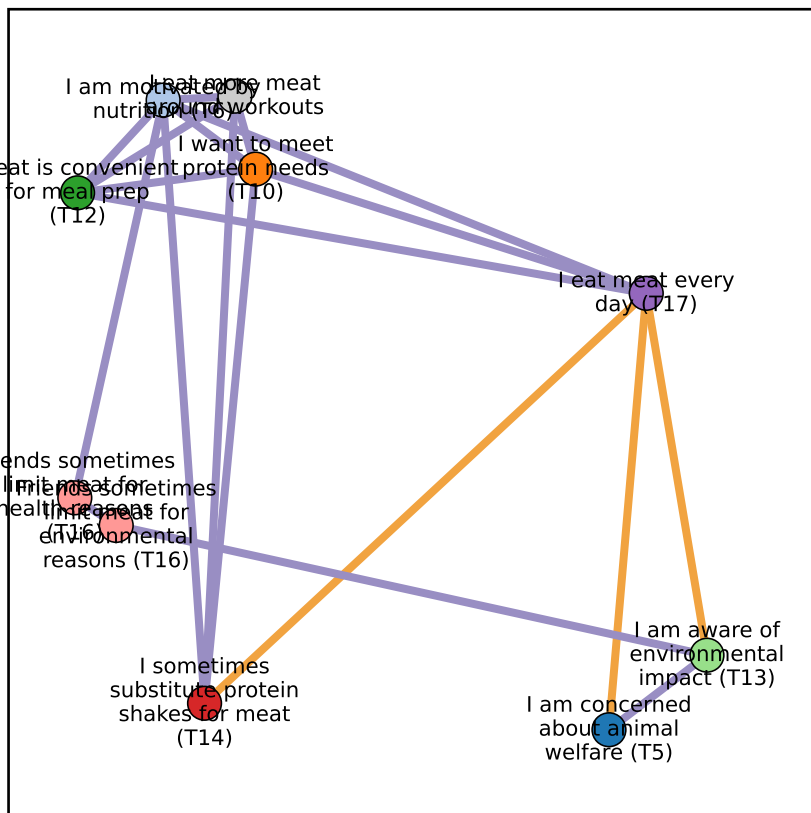 I am motivated by
nutrition (T6)
I eat more meat
around workouts
I want to meet
protein needs
(T10)
eat is convenient
for meal prep
(T12)
I eat meat every
day (T17)
ends sometimes
limit meat for
health reasons
(T16)
Friends sometimes
limit meat for
environmental
reasons (T16)
I am aware of
environmental
impact (T13)
I sometimes
substitute protein
shakes for meat
(T14)
I am concerned
about animal
welfare (T5)